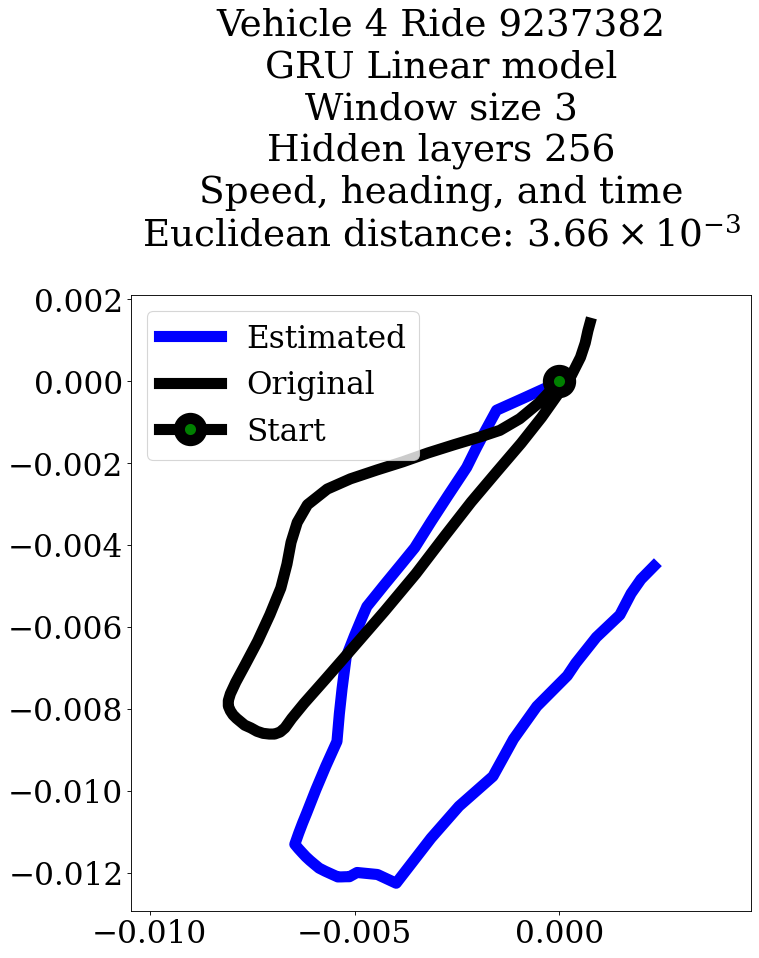 Vehicle 4 Ride 9237382
GRU Linear model
Window size 3
Hidden layers 256
Speed, heading, and time
Euclidean distance: 3.66 × 10⁻³
0.002
Estimated
0.000
Original
Start
−0.002
−0.004
−0.006
−0.008
−0.010
−0.012
−0.010
−0.005
0.000